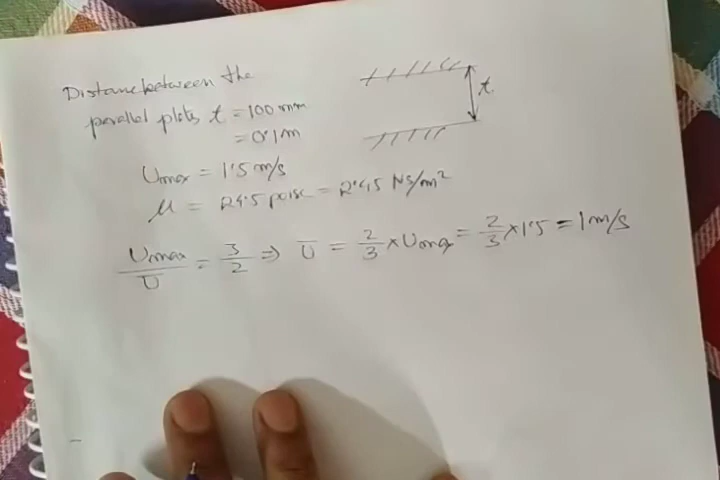 Distance between the
parallel plates t = 100 mm
= 0.1m
t
Umax = 1.5 m/s
μ = 24.5 poise = 2.45 NS/m²
Umax/Ū = 3/2 ⇒ Ū = 2/3 × Umax = 2/3 × 1.5 = 1 m/s